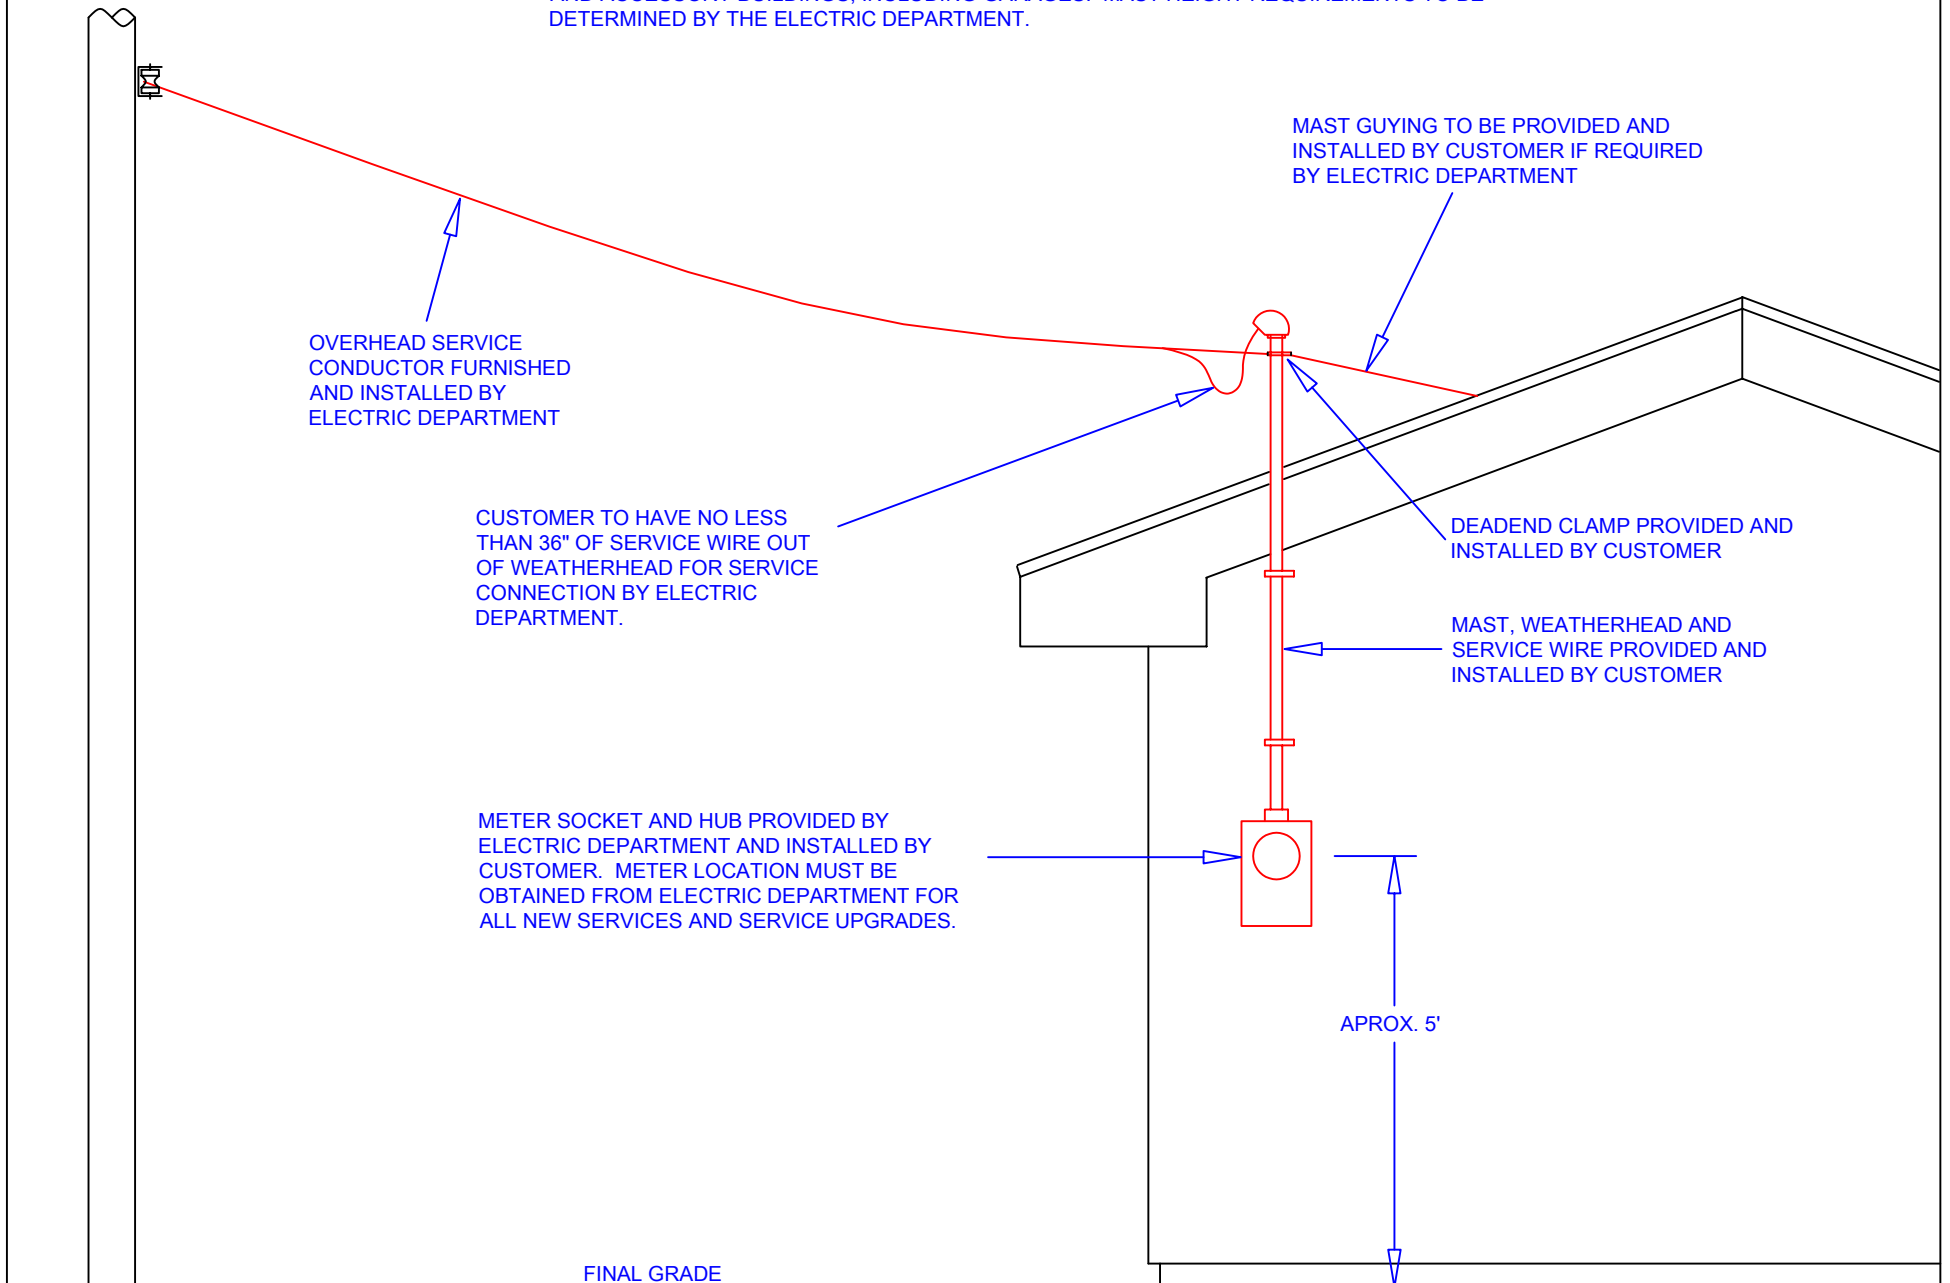 DETERMINED BY THE ELECTRIC DEPARTMENT.
MAST GUYING TO BE PROVIDED AND
INSTALLED BY CUSTOMER IF REQUIRED
BY ELECTRIC DEPARTMENT
OVERHEAD SERVICE
CONDUCTOR FURNISHED
AND INSTALLED BY
ELECTRIC DEPARTMENT
CUSTOMER TO HAVE NO LESS
THAN 36" OF SERVICE WIRE OUT
OF WEATHERHEAD FOR SERVICE
CONNECTION BY ELECTRIC
DEPARTMENT.
DEADEND CLAMP PROVIDED AND
INSTALLED BY CUSTOMER
MAST, WEATHERHEAD AND
SERVICE WIRE PROVIDED AND
INSTALLED BY CUSTOMER
METER SOCKET AND HUB PROVIDED BY
ELECTRIC DEPARTMENT AND INSTALLED BY
CUSTOMER.  METER LOCATION MUST BE
OBTAINED FROM ELECTRIC DEPARTMENT FOR
ALL NEW SERVICES AND SERVICE UPGRADES.
APROX. 5'
FINAL GRADE